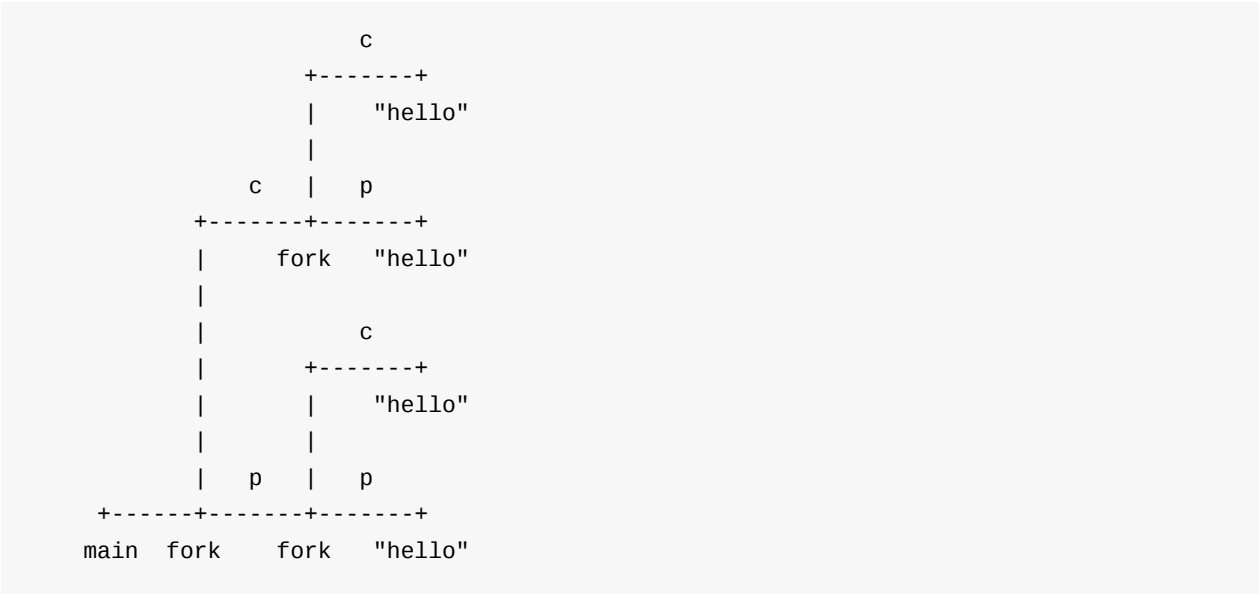 c
+-------+
|    "hello"
|
c   |   p
+-------+-------+
|     fork   "hello"
|
|           c
|       +-------+
|       |    "hello"
|       |
|   p   |   p
+------+-------+-------+
main  fork    fork   "hello"